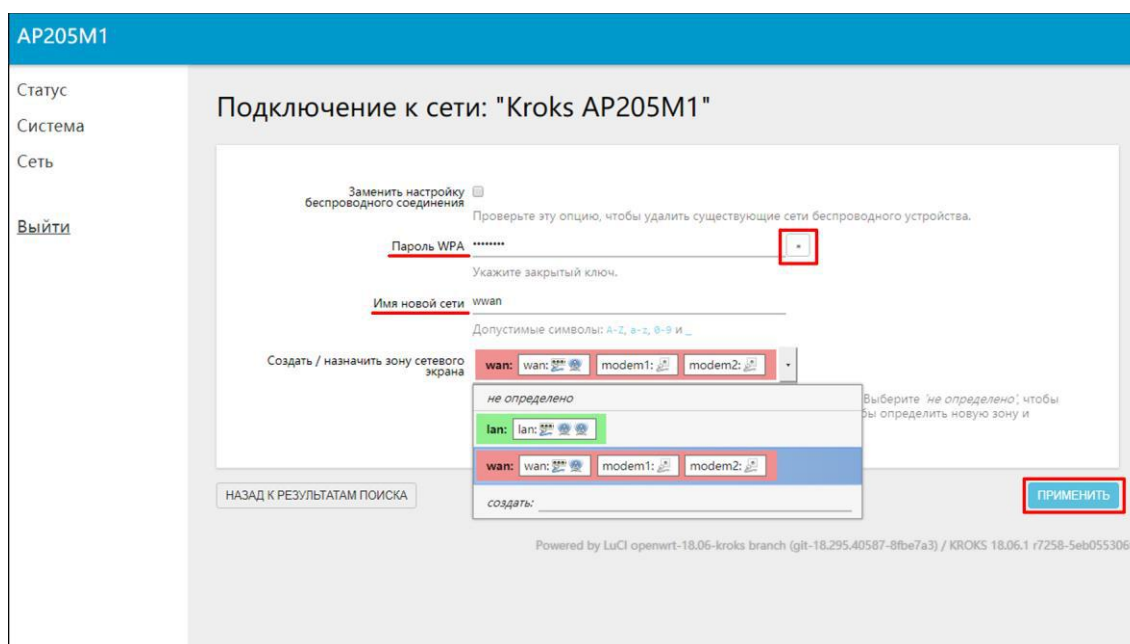 AP205M1
Статус
Система
Сеть
Выйти
Подключение к сети: "Kroks AP205M1"
Заменить настройку
беспроводного соединения
Проверьте эту опцию, чтобы удалить существующие сети беспроводного устройства.
Пароль WPA ••••••••
*
Укажите закрытый ключ.
Имя новой сети wwan
Допустимые символы: A-Z, a-z, 0-9 и _
Создать / назначить зону сетевого
экрана
wan: wan: modem1: modem2:
не определено
Выберите 'не определено', чтобы
бы определить новую зону и
lan: lan:
wan: wan: modem1: modem2:
создать:
НАЗАД К РЕЗУЛЬТАТАМ ПОИСКА
ПРИМЕНИТЬ
Powered by LuCI openwrt-18.06-kroks branch (git-18.295.40587-8fbe7a3) / KROKS 18.06.1 r7258-5eb055306